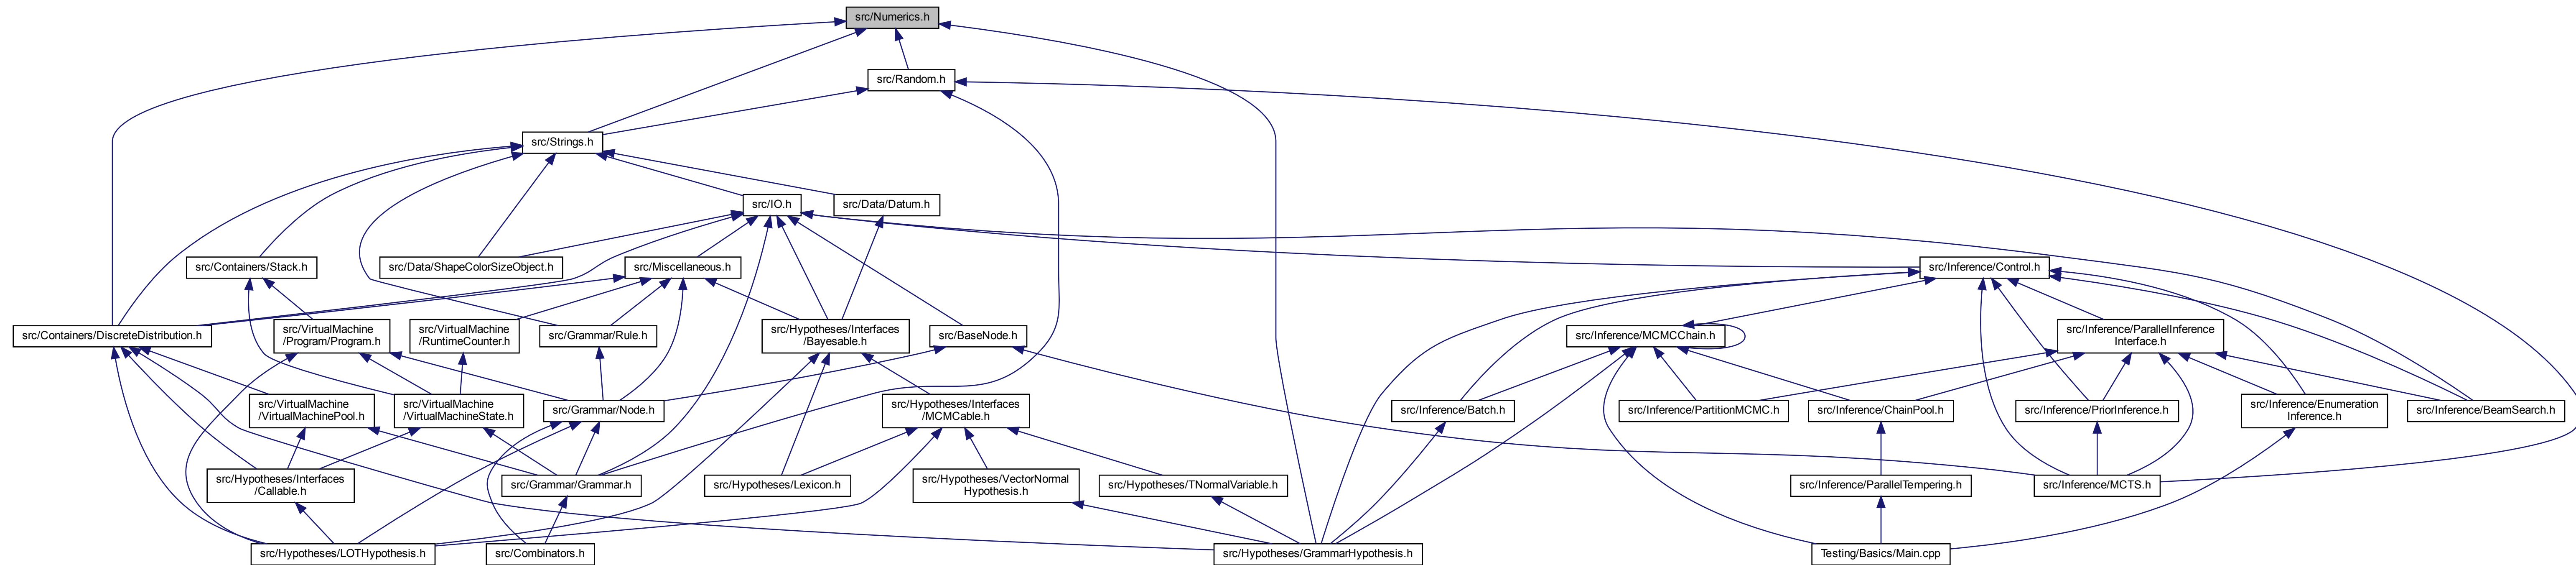 src/Numerics.h
src/Random.h
src/Strings.h
src/IO.h
src/Data/Datum.h
src/Containers/Stack.h
src/Data/ShapeColorSizeObject.h
src/Miscellaneous.h
src/Inference/Control.h
src/Containers/DiscreteDistribution.h
src/VirtualMachine
/Program/Program.h
src/VirtualMachine
/RuntimeCounter.h
src/Grammar/Rule.h
src/Hypotheses/Interfaces
/Bayesable.h
src/BaseNode.h
src/Inference/MCMCChain.h
src/Inference/ParallelInference
Interface.h
src/VirtualMachine
/VirtualMachinePool.h
src/VirtualMachine
/VirtualMachineState.h
src/Grammar/Node.h
src/Hypotheses/Interfaces
/MCMCable.h
src/Inference/Batch.h
src/Inference/PartitionMCMC.h
src/Inference/ChainPool.h
src/Inference/PriorInference.h
src/Inference/Enumeration
Inference.h
src/Inference/BeamSearch.h
src/Hypotheses/Interfaces
/Callable.h
src/Grammar/Grammar.h
src/Hypotheses/Lexicon.h
src/Hypotheses/VectorNormal
Hypothesis.h
src/Hypotheses/TNormalVariable.h
src/Inference/ParallelTempering.h
src/Inference/MCTS.h
src/Hypotheses/LOTHypothesis.h
src/Combinators.h
src/Hypotheses/GrammarHypothesis.h
Testing/Basics/Main.cpp